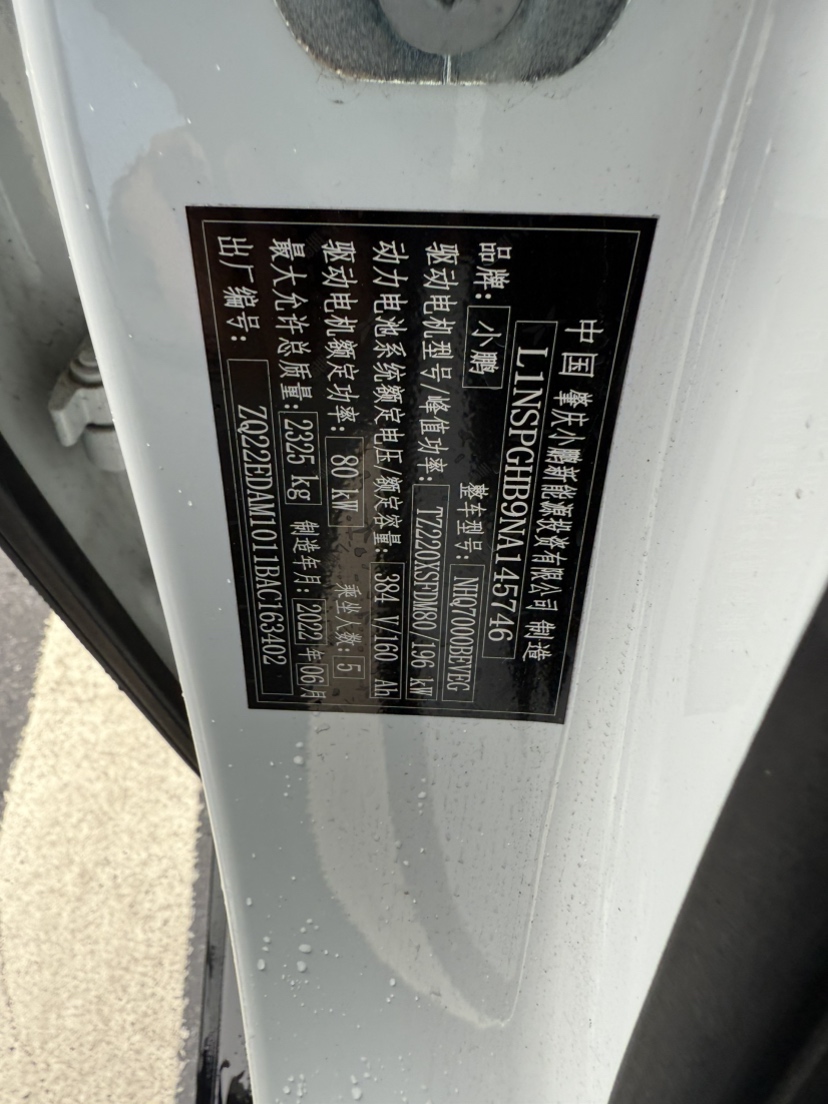 中国 肇庆小鹏新能源投资有限公司 制造
L1NSPGHB9NA145746
品牌: 小鹏 整车型号: NHQ7000BEVEG
驱动电机型号/峰值功率: TZ220XSFDM80/196 kW
动力电池系统额定电压/额定容量: 384 V/160 Ah
驱动电机额定功率: 80 kW 乘坐人数: 5
最大允许总质量: 2325 kg 制造年月: 2022 年06月
出厂编号: ZQ22EDAM1011BAC163402